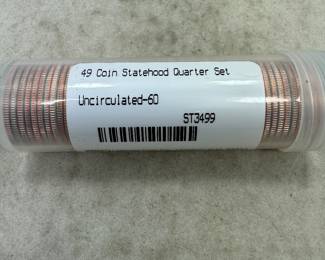 49 Coin Statehood Quarter Set
Uncirculated-60
ST3499